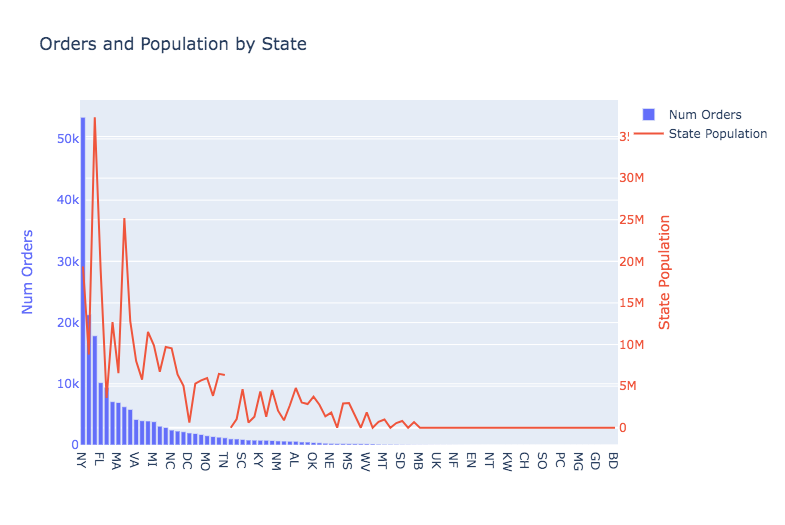 Orders and Population by State
Num Orders
State Population
50k
40k
30k
20k
10k
0
Num Orders
30M
25M
20M
15M
10M
5M
0
State Population
NY FL MA VA MI NC DC MO TN SC KY NM AL OK NE MS WV MT SD MB UK NF EN NT KW CH SO PC MG GD BD